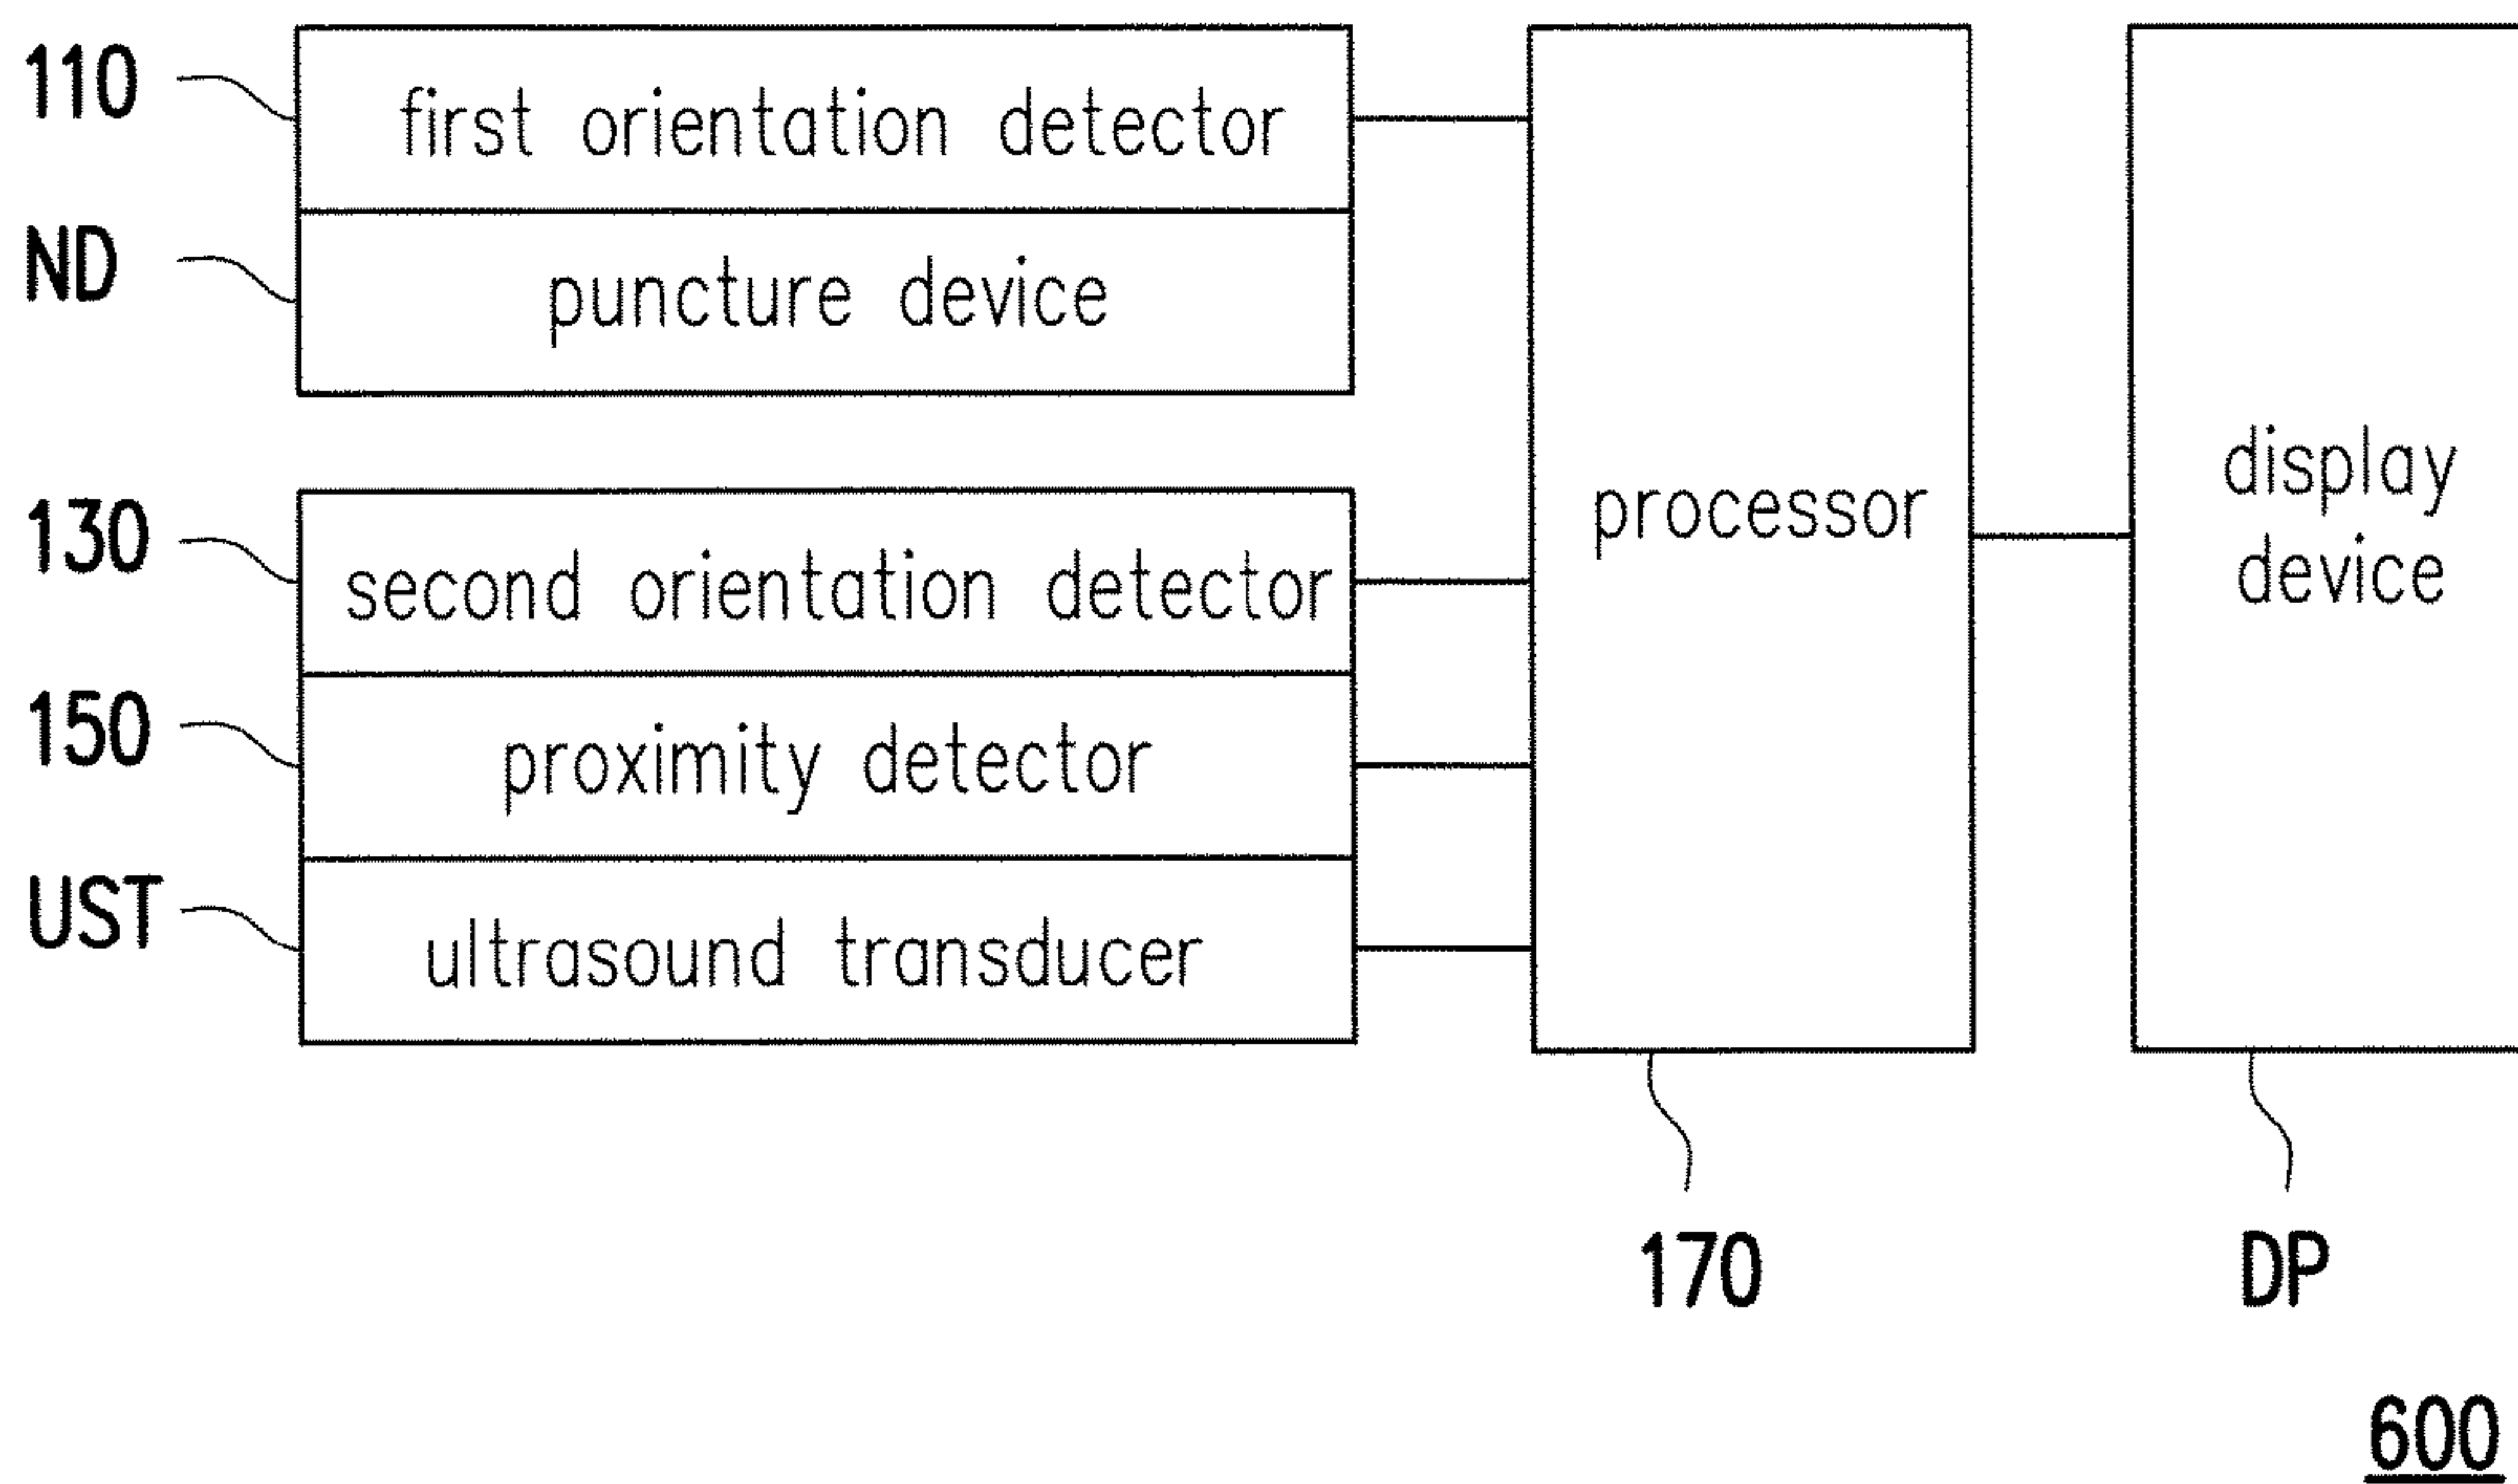 110
first orientation detector
ND
puncture device
130
second orientation detector
150
proximity detector
UST
ultrasound transducer
processor
display
device
170
DP
600